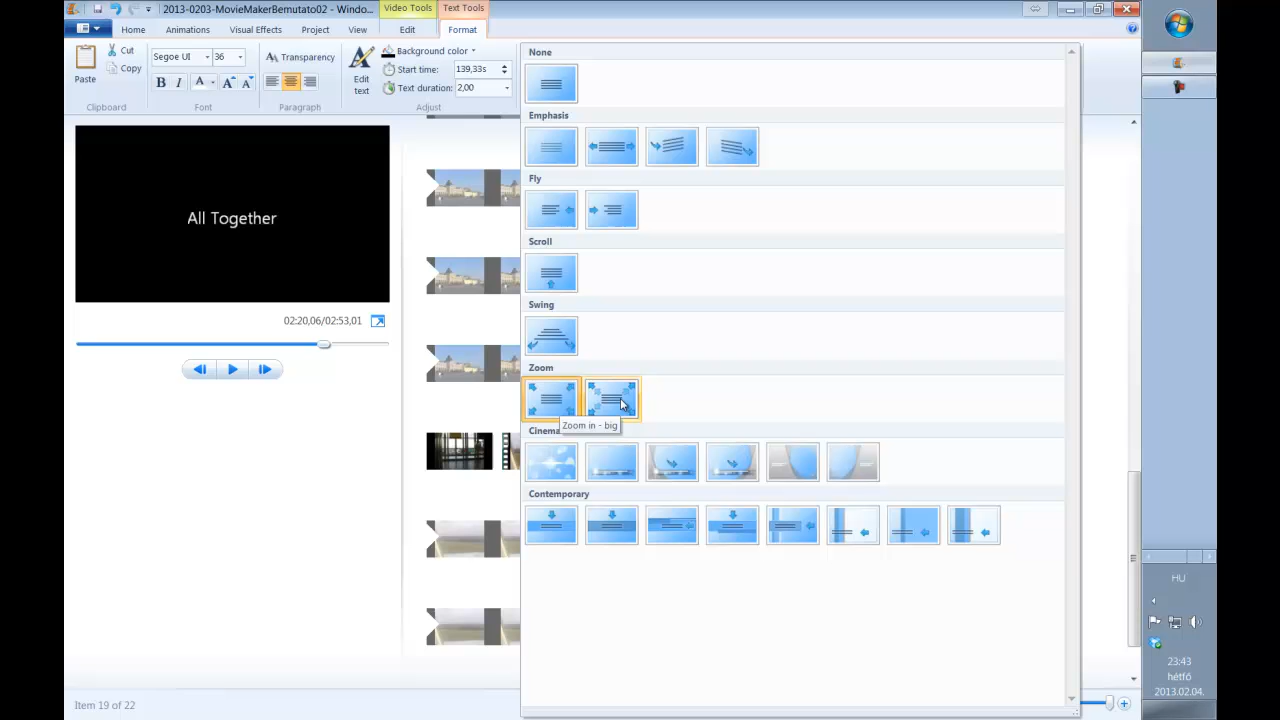 2013-0203-MovieMakerBemutato02 - Windo...
Video Tools
Text Tools
Home
Animations
Visual Effects
Project
View
Edit
Format
Paste
Cut
Copy
Clipboard
Segoe UI
36
B
I
A
A
A
Font
Transparency
Paragraph
Edit
text
Background color
Start time:
139,33s
Text duration:
2,00
Adjust
All Together
02:20,06/02:53,01
None
Emphasis
Fly
Scroll
Swing
Zoom
Zoom in - big
Cinema
Contemporary
Item 19 of 22
HU
23:43
hétfő
2013.02.04.